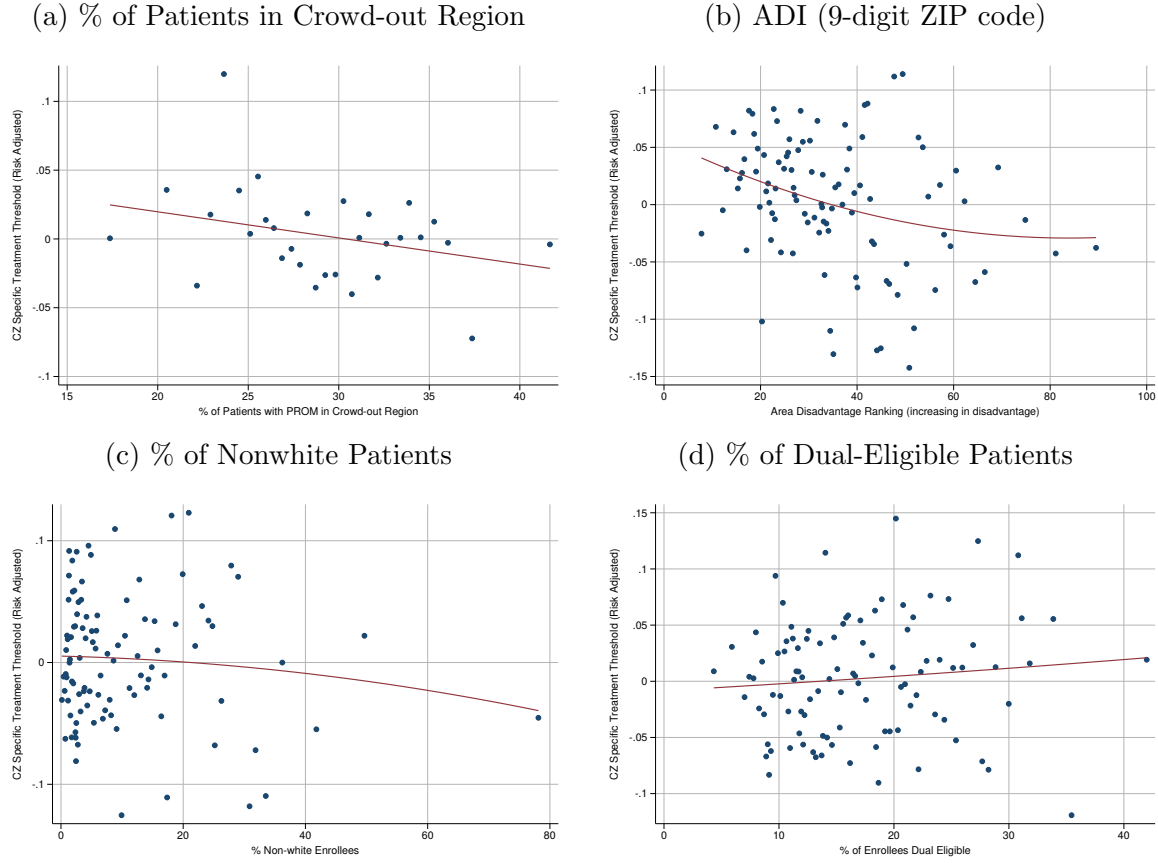 (a) % of Patients in Crowd-out Region
CZ Specific Treatment Threshold (Risk Adjusted)
.1
.05
0
-.05
-.1
15 20 25 30 35 40
% of Patients with PROM in Crowd-out Region
(b) ADI (9-digit ZIP code)
CZ Specific Treatment Threshold (Risk Adjusted)
.1
.05
0
-.05
-.1
-.15
0 20 40 60 80 100
Area Disadvantage Ranking (increasing in disadvantage)
(c) % of Nonwhite Patients
CZ Specific Treatment Threshold (Risk Adjusted)
.1
0
-.1
0 20 40 60 80
% Non-white Enrollees
(d) % of Dual-Eligible Patients
CZ Specific Treatment Threshold (Risk Adjusted)
.15
.1
.05
0
-.05
-.1
10 20 30 40
% of Enrollees Dual Eligible